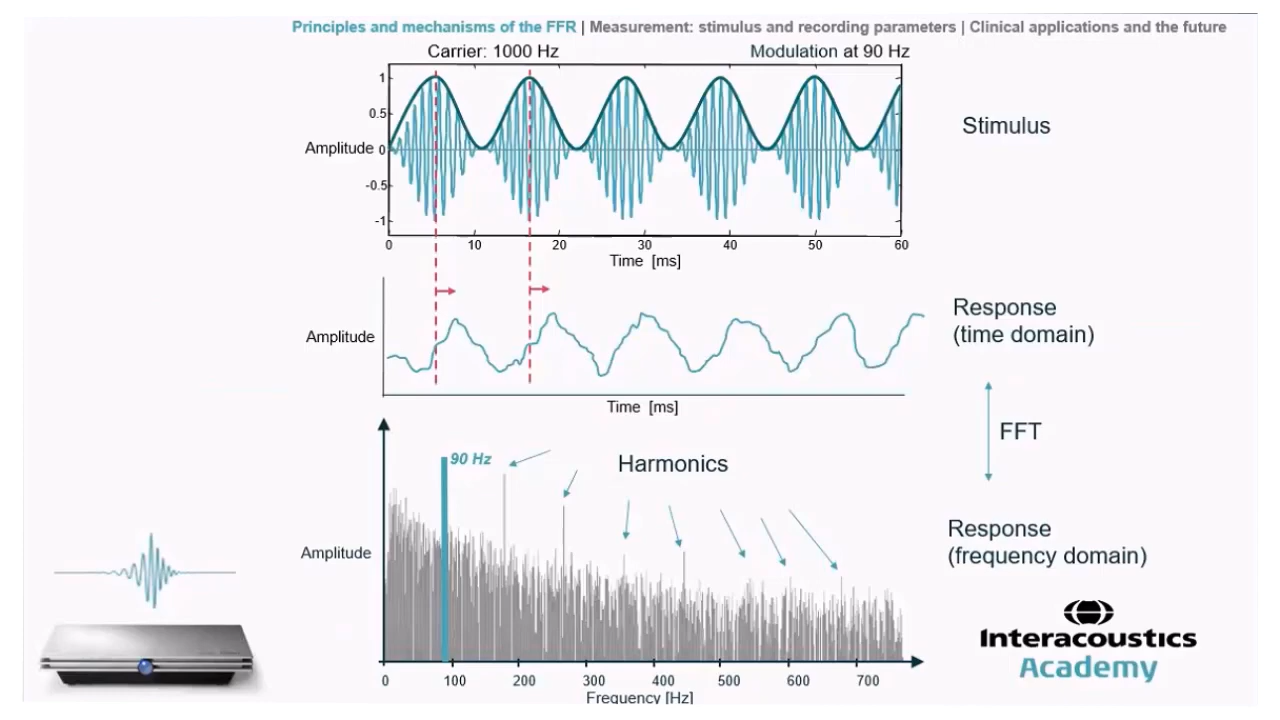 Principles and mechanisms of the FFR | Measurement: stimulus and recording parameters | Clinical applications and the future
Carrier: 1000 Hz
Modulation at 90 Hz
1
0.5
Amplitude 0
-0.5
-1
0 10 20 30 40 50 60
Time [ms]
Stimulus
Amplitude
Time [ms]
Response
(time domain)
FFT
90 Hz
Harmonics
Amplitude
0 100 200 300 400 500 600 700
Frequency [Hz]
Response
(frequency domain)
Interacoustics
Academy